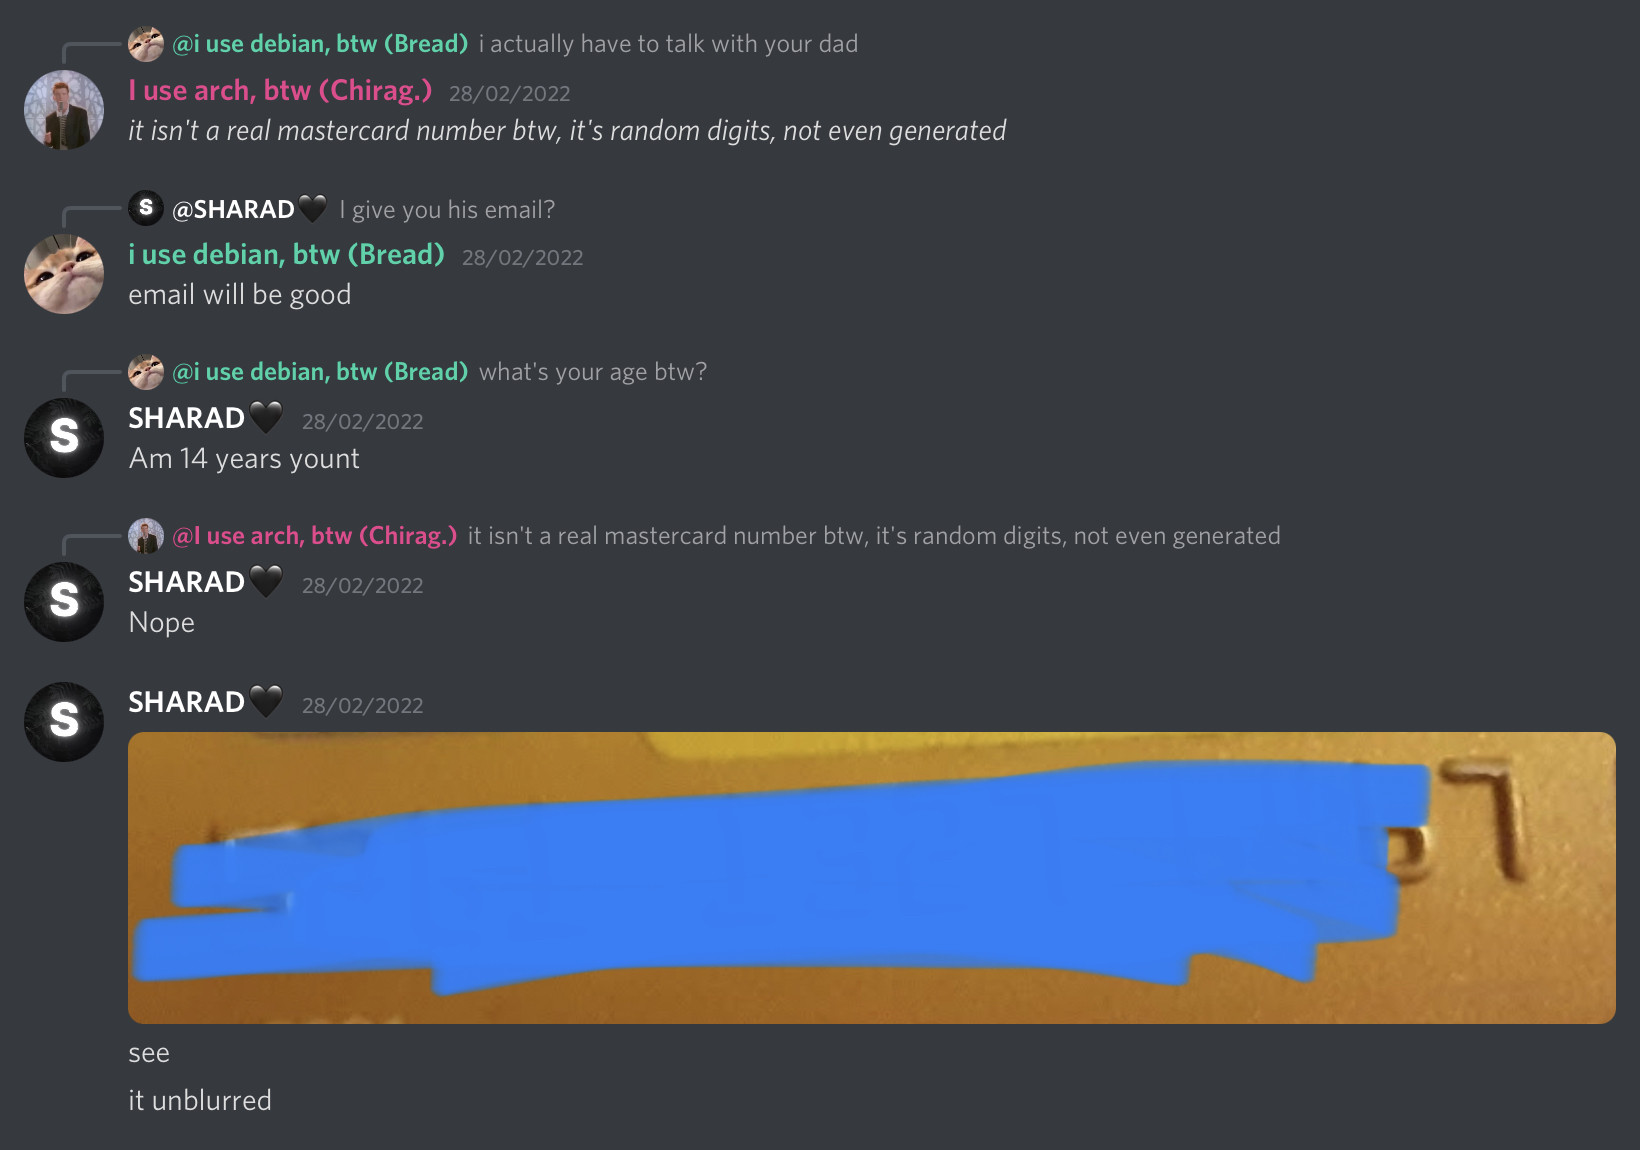 @i use debian, btw (Bread) i actually have to talk with your dad
I use arch, btw (Chirag.) 28/02/2022
it isn't a real mastercard number btw, it's random digits, not even generated
S @SHARAD🖤 I give you his email?
i use debian, btw (Bread) 28/02/2022
email will be good
@i use debian, btw (Bread) what's your age btw?
S SHARAD🖤 28/02/2022
Am 14 years yount
@I use arch, btw (Chirag.) it isn't a real mastercard number btw, it's random digits, not even generated
S SHARAD🖤 28/02/2022
Nope
S SHARAD🖤 28/02/2022
see
it unblurred